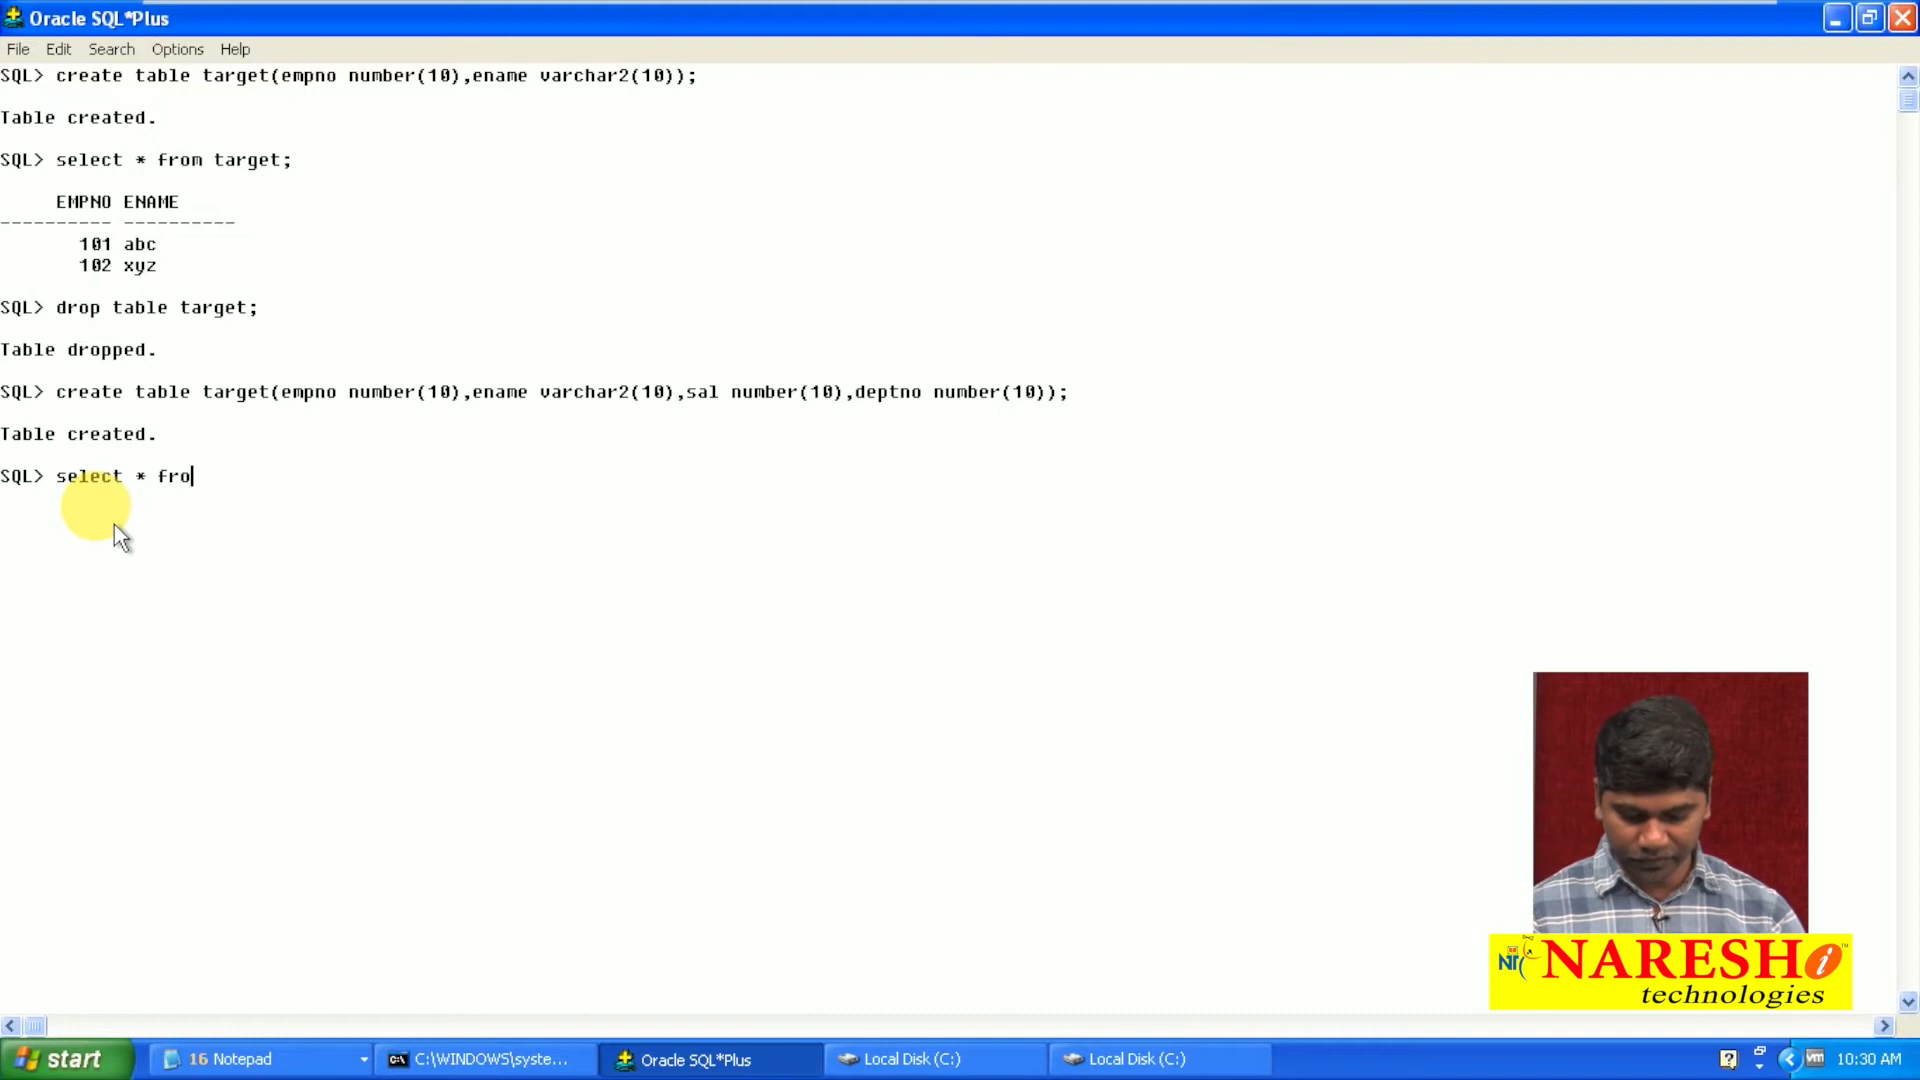 Oracle SQL*Plus
File Edit Search Options Help
SQL> create table target(empno number(10),ename varchar2(10));
Table created.
SQL> select * from target;
EMPNO ENAME
---------- ----------
101 abc
102 xyz
SQL> drop table target;
Table dropped.
SQL> create table target(empno number(10),ename varchar2(10),sal number(10),deptno number(10));
Table created.
SQL> select * fro
NARESH i
technologies
start 16 Notepad C:\WINDOWS\syste... Oracle SQL*Plus Local Disk (C:) Local Disk (C:) 10:30 AM